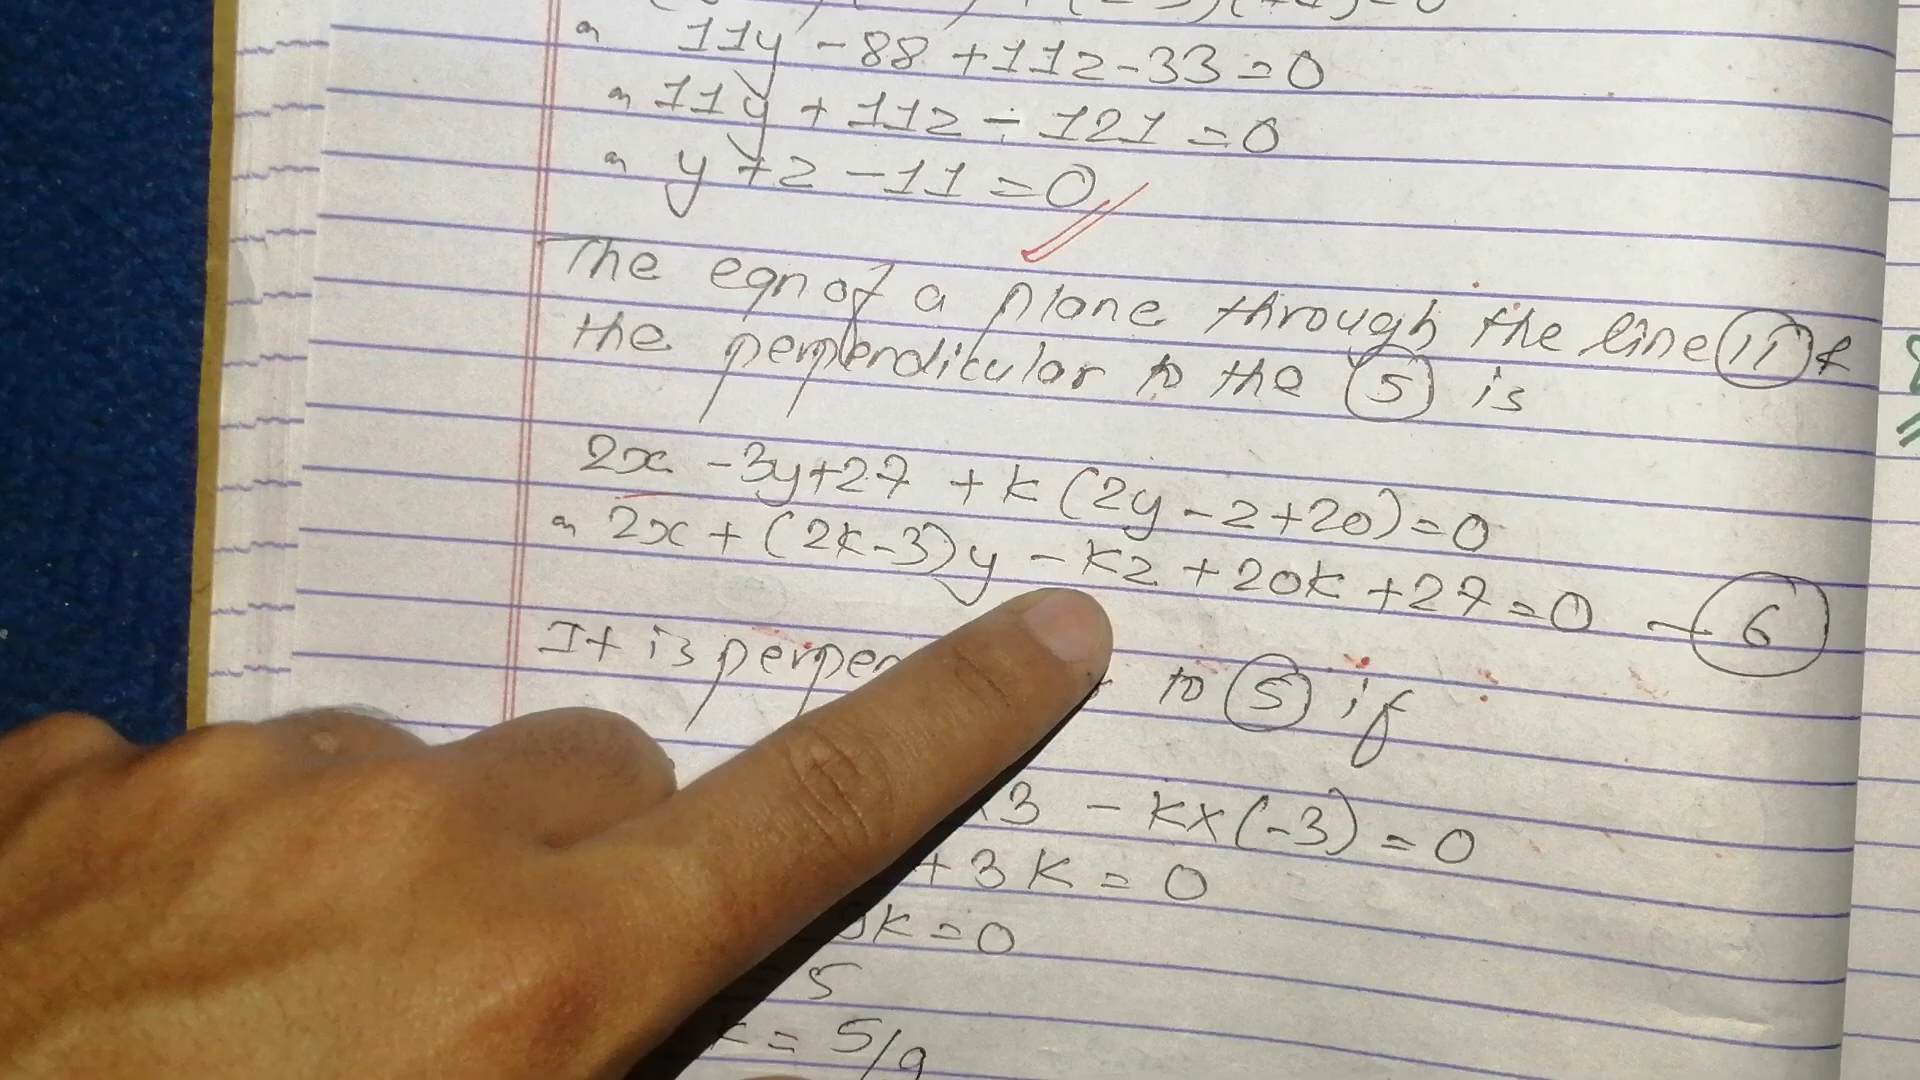 11y - 88 + 11z - 33 = 0
11y + 11z - 121 = 0
y + z - 11 = 0
The eqn of a plane through the line (11) &
the perpendicular to the (5) is
2x - 3y + 27 + k(2y - z + 20) = 0
2x + (2k-3)y - kz + 20k + 27 = 0 — (6)
It is to (5) if
3 - k×(-3) = 0
+ 3k = 0
k = 0
5
k = 5/9